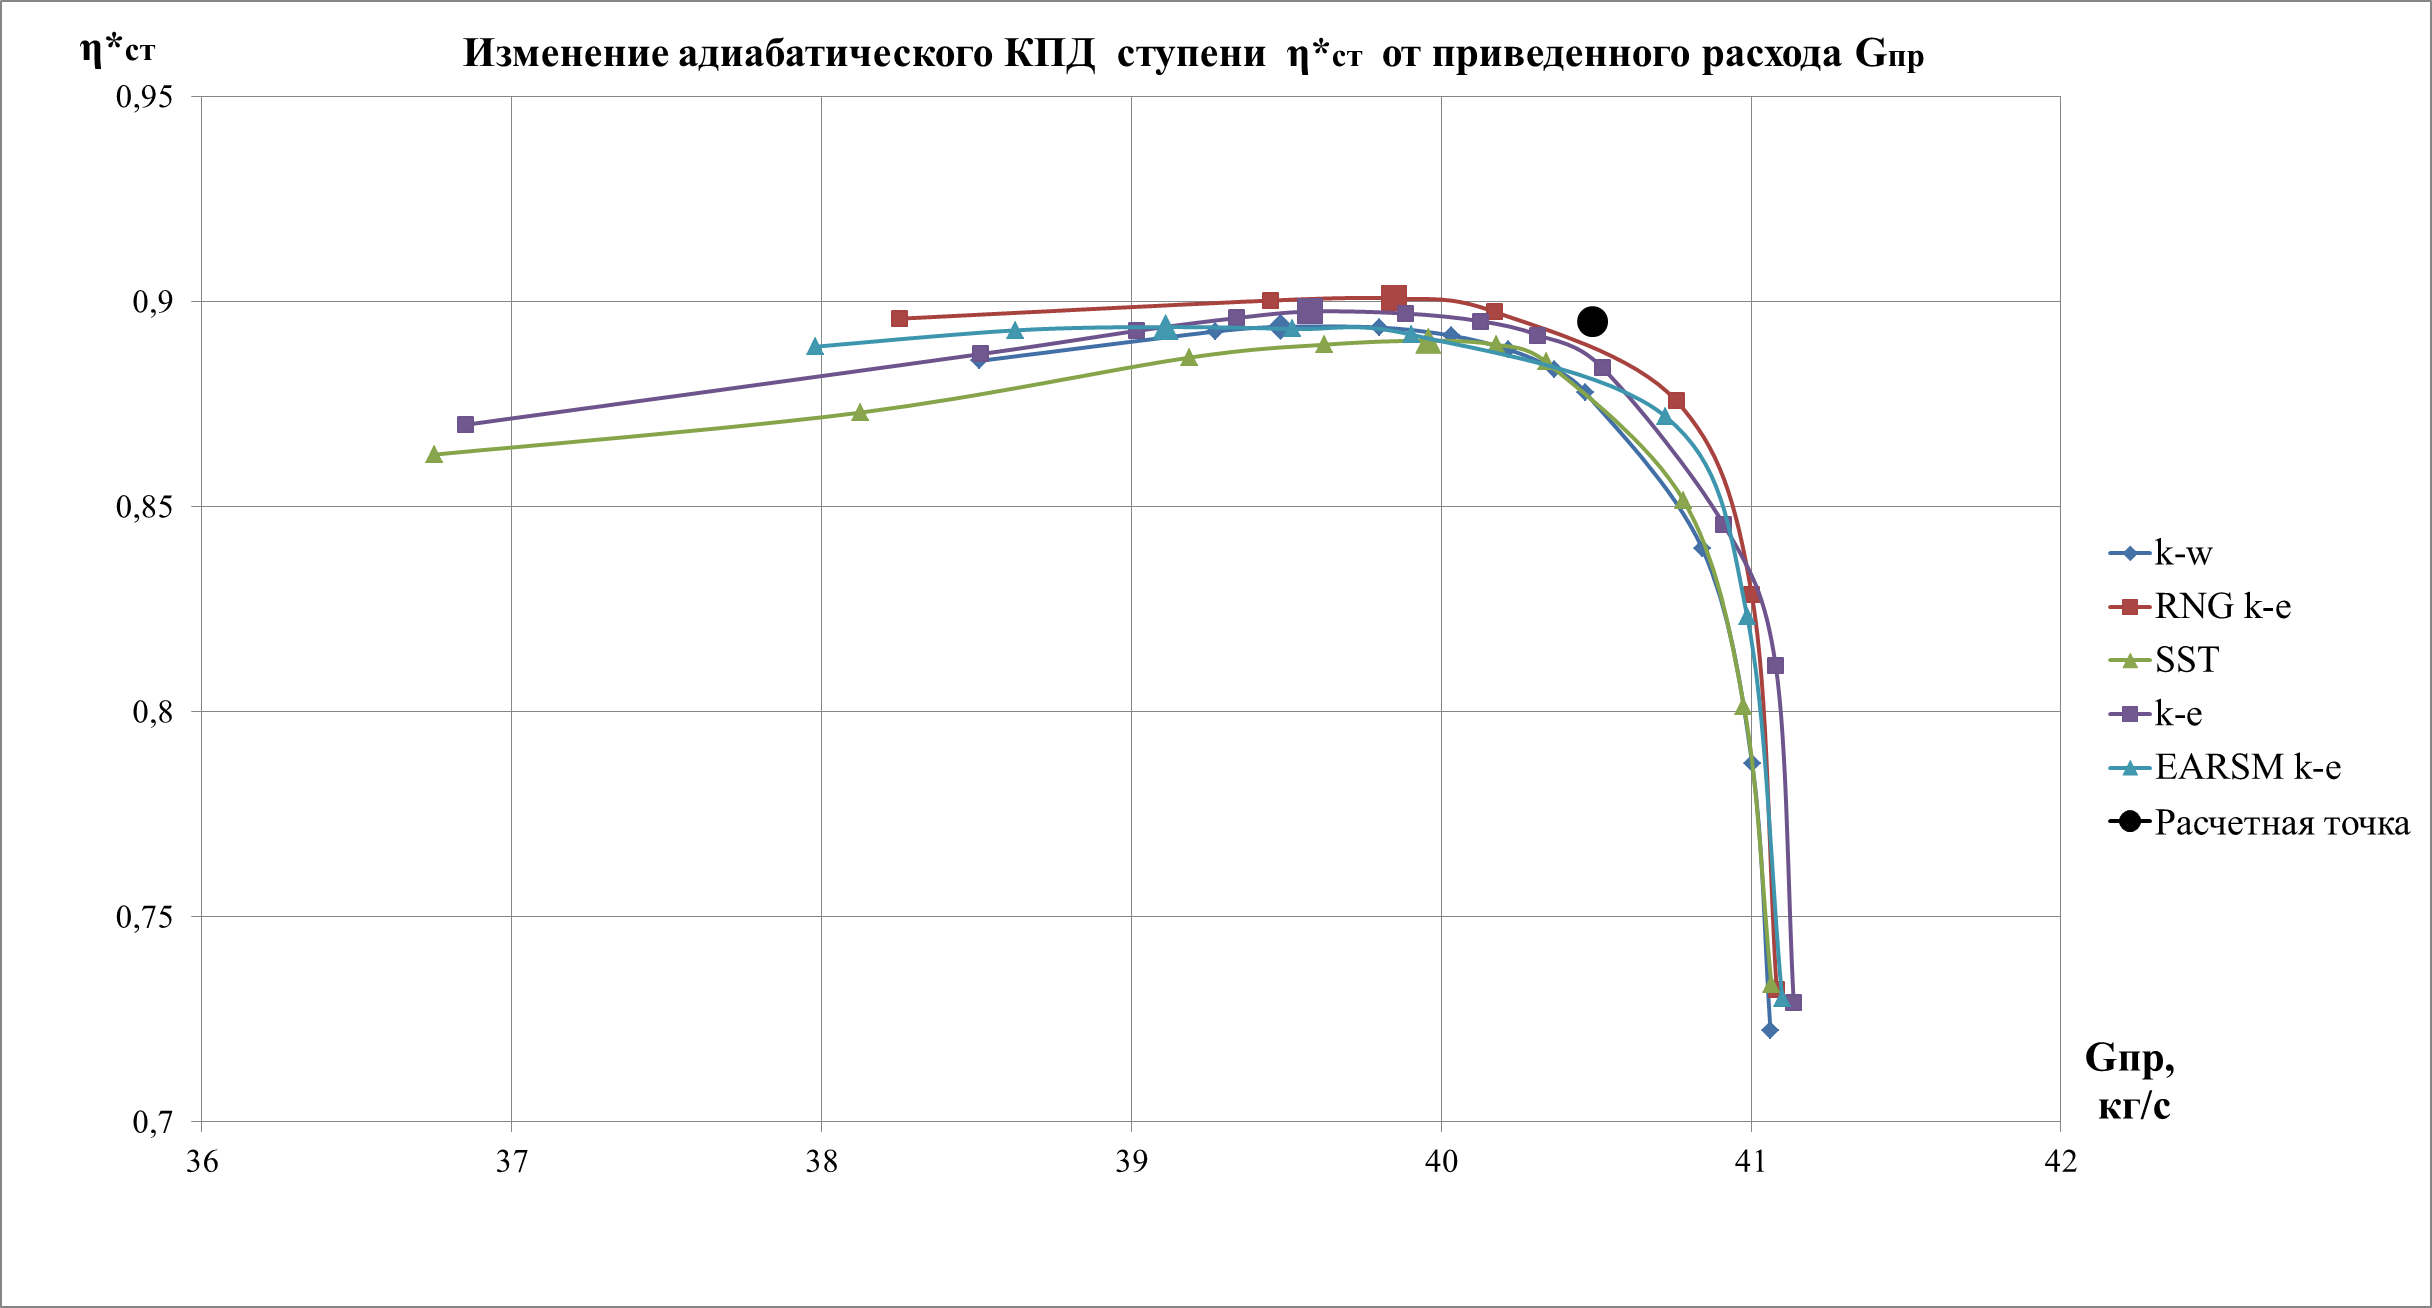 η*ст
Изменение адиабатического КПД ступени η*ст от приведенного расхода Gпр
0,95
0,9
0,85
0,8
0,75
0,7
36 37 38 39 40 41 42
k-w
RNG k-e
SST
k-e
EARSM k-e
Расчетная точка
Gпр,
кг/с